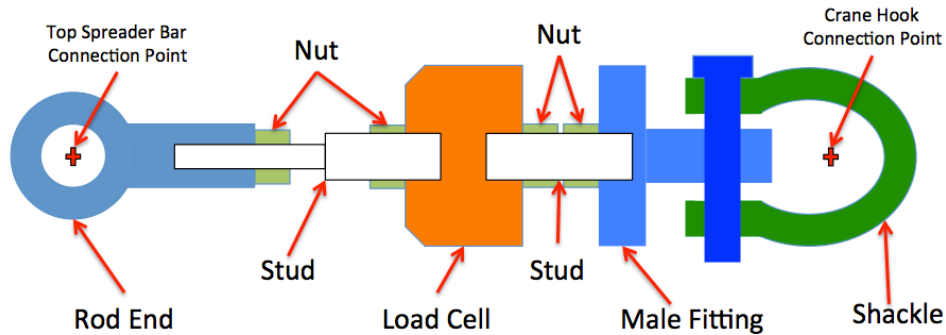 Top Spreader Bar
Connection Point
Nut
Nut
Crane Hook
Connection Point
Stud
Stud
Rod End
Load Cell
Male Fitting
Shackle